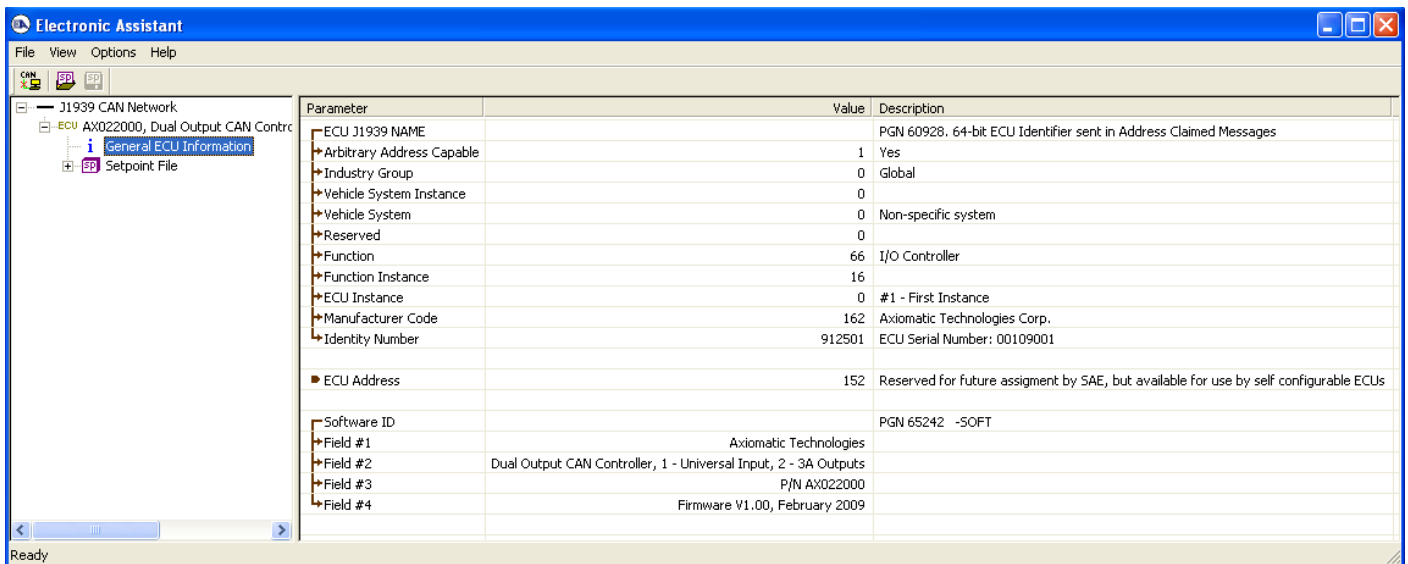 Electronic Assistant
File View Options Help
CAN SP SP
J1939 CAN Network
ECU AX022000, Dual Output CAN Contrc
i General ECU Information
SP Setpoint File
Parameter Value Description
ECU J1939 NAME PGN 60928. 64-bit ECU Identifier sent in Address Claimed Messages
Arbitrary Address Capable 1 Yes
Industry Group 0 Global
Vehicle System Instance 0
Vehicle System 0 Non-specific system
Reserved 0
Function 66 I/O Controller
Function Instance 16
ECU Instance 0 #1 - First Instance
Manufacturer Code 162 Axiomatic Technologies Corp.
Identity Number 912501 ECU Serial Number: 00109001
ECU Address 152 Reserved for future assigment by SAE, but available for use by self configurable ECUs
Software ID PGN 65242 -SOFT
Field #1 Axiomatic Technologies
Field #2 Dual Output CAN Controller, 1 - Universal Input, 2 - 3A Outputs
Field #3 P/N AX022000
Field #4 Firmware V1.00, February 2009
Ready